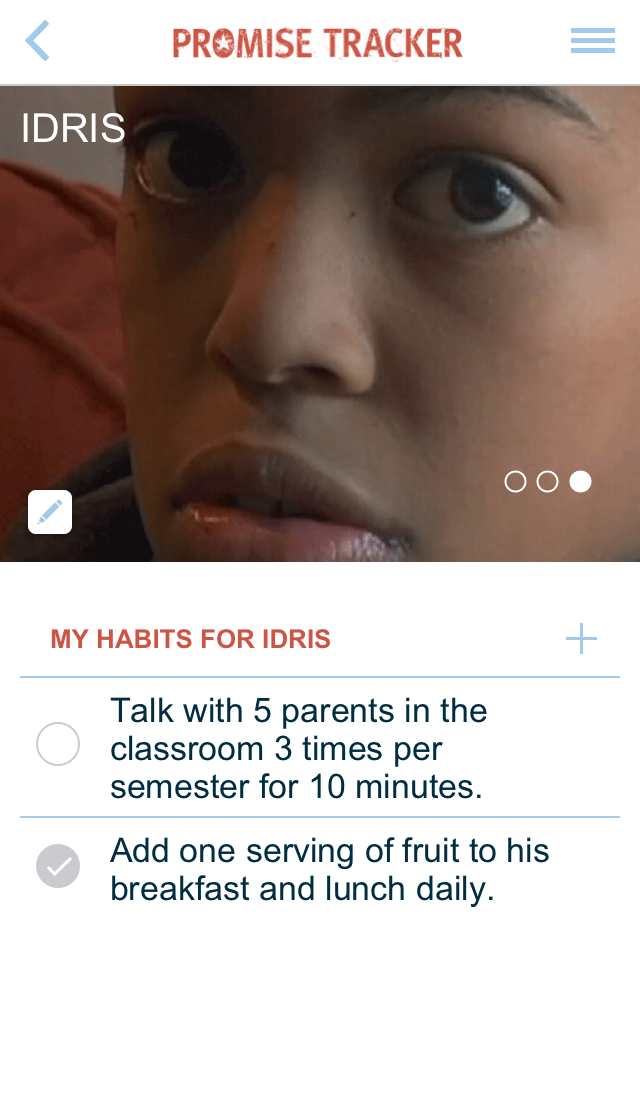 PROMISE TRACKER
IDRIS
MY HABITS FOR IDRIS
Talk with 5 parents in the
classroom 3 times per
semester for 10 minutes.
Add one serving of fruit to his
breakfast and lunch daily.